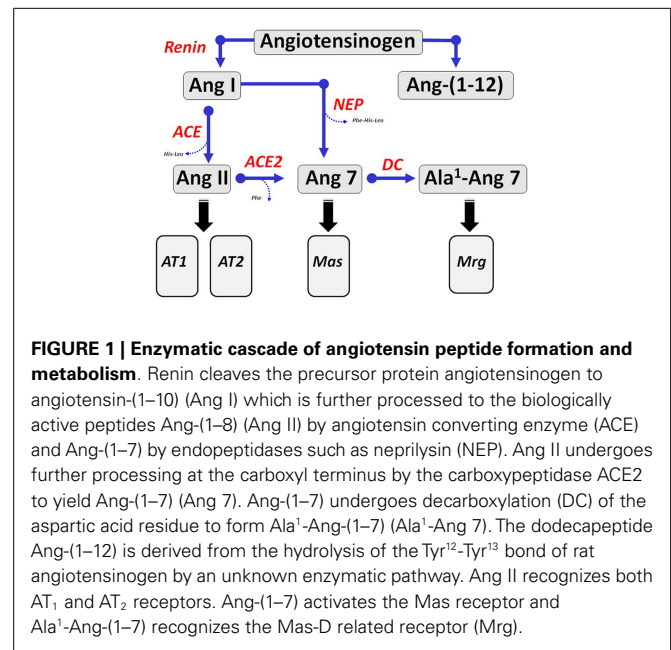 Angiotensinogen
Renin
Ang I
Ang-(1-12)
NEP
Phe-His-Leu
ACE
His-Leu
Ang II
ACE2
Phe
Ang 7
DC
Ala¹-Ang 7
AT1
AT2
Mas
Mrg
FIGURE 1 | Enzymatic cascade of angiotensin peptide formation and
metabolism. Renin cleaves the precursor protein angiotensinogen to
angiotensin-(1–10) (Ang I) which is further processed to the biologically
active peptides Ang-(1–8) (Ang II) by angiotensin converting enzyme (ACE)
and Ang-(1–7) by endopeptidases such as neprilysin (NEP). Ang II undergoes
further processing at the carboxyl terminus by the carboxypeptidase ACE2
to yield Ang-(1–7) (Ang 7). Ang-(1–7) undergoes decarboxylation (DC) of the
aspartic acid residue to form Ala¹-Ang-(1–7) (Ala¹-Ang 7). The dodecapeptide
Ang-(1–12) is derived from the hydrolysis of the Tyr¹²-Tyr¹³ bond of rat
angiotensinogen by an unknown enzymatic pathway. Ang II recognizes both
AT₁ and AT₂ receptors. Ang-(1–7) activates the Mas receptor and
Ala¹-Ang-(1–7) recognizes the Mas-D related receptor (Mrg).